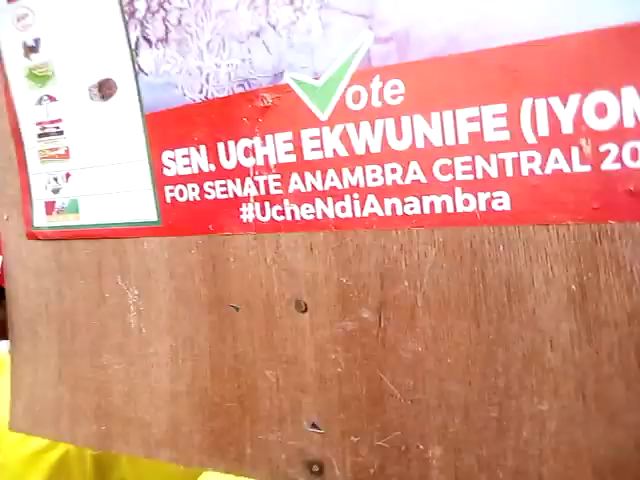 Vote
SEN. UCHE EKWUNIFE (IYOM
FOR SENATE ANAMBRA CENTRAL 20
#UcheNdiAnambra